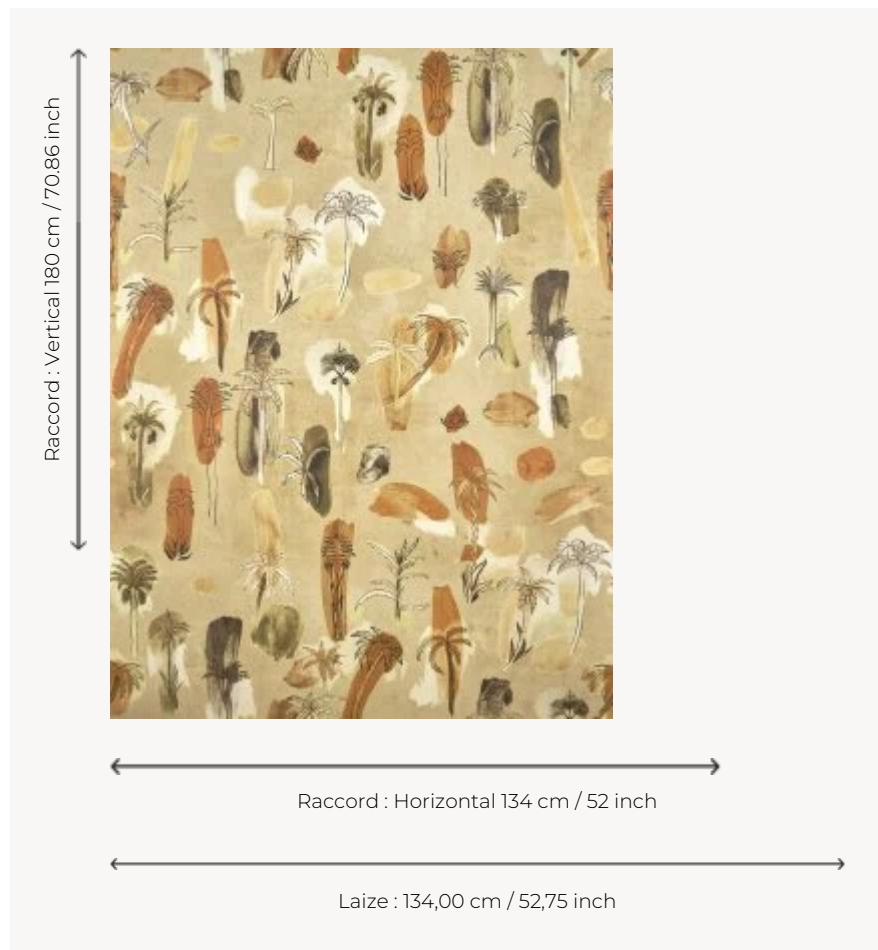 Raccord : Vertical 180 cm / 70.86 inch
Raccord : Horizontal 134 cm / 52 inch
Laize : 134,00 cm / 52,75 inch